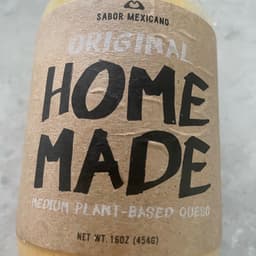 SABOR MEXICANO
ORIGINAL
HOME
MADE
MEDIUM PLANT-BASED QUESO
NET WT. 16OZ (454G)